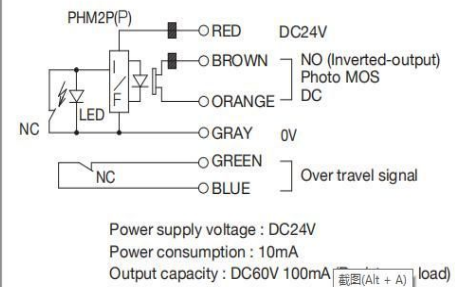 PHM2P(P)
RED DC24V
BROWN NO (Inverted-output)
Photo MOS
ORANGE DC
I
F
LED
NC
GRAY 0V
GREEN
NC Over travel signal
BLUE
Power supply voltage : DC24V
Power consumption : 10mA
Output capacity : DC60V 100mA load)
截图(Alt + A)